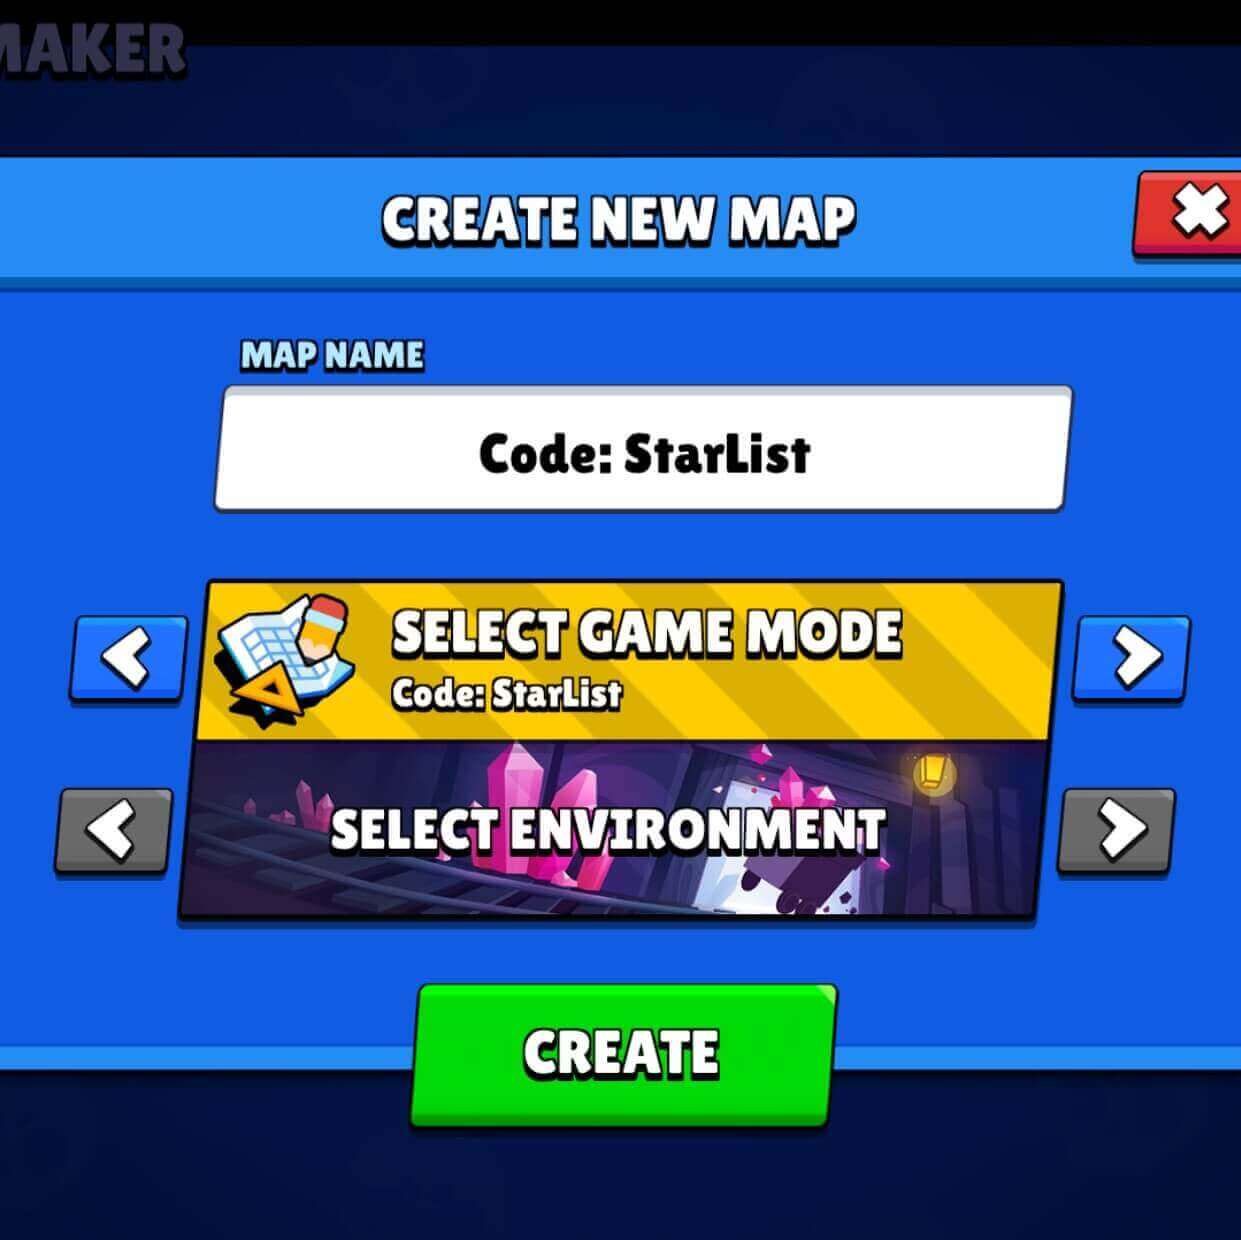 MAKER
CREATE NEW MAP
MAP NAME
Code: StarList
SELECT GAME MODE
Code: StarList
SELECT ENVIRONMENT
CREATE